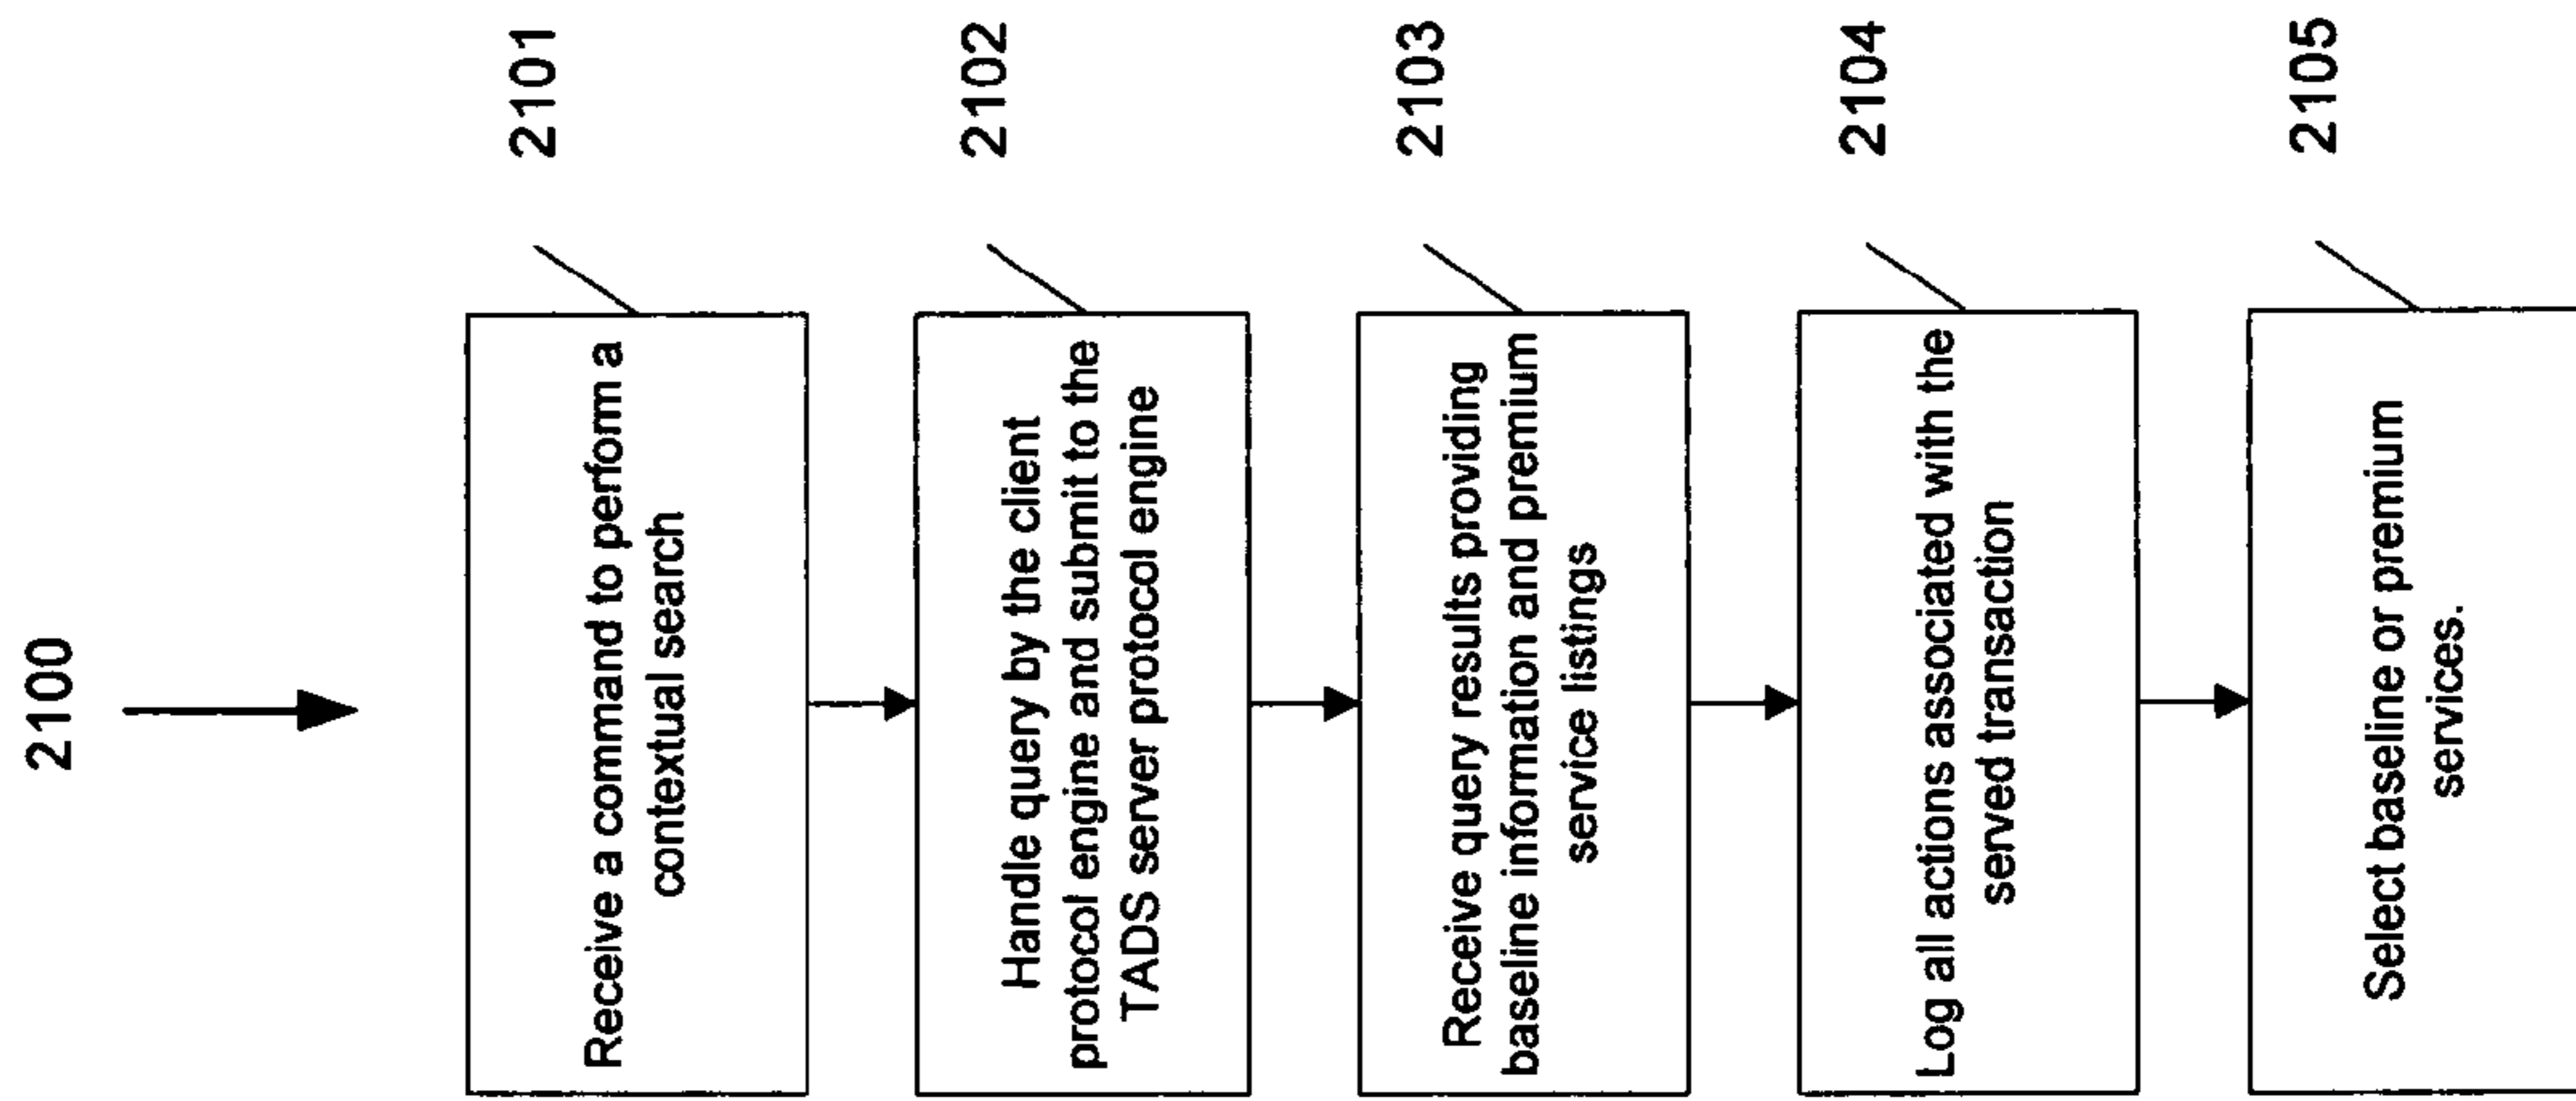 2100
2101
Receive a command to perform a
contextual search
2102
Handle query by the client
protocol engine and submit to the
TADS server protocol engine
2103
Receive query results providing
baseline information and premium
service listings
2104
Log all actions associated with the
served transaction
2105
Select baseline or premium
services.